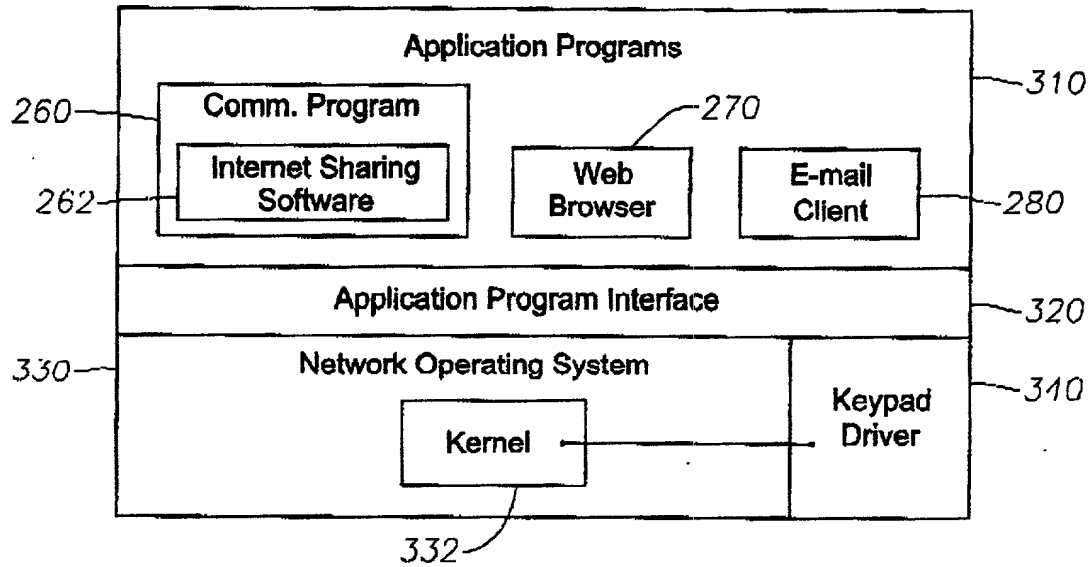 Application Programs
310
260
Comm. Program
270
Internet Sharing
Software
262
Web
Browser
E-mail
Client
280
Application Program Interface
320
330
Network Operating System
340
Keypad
Driver
Kernel
332